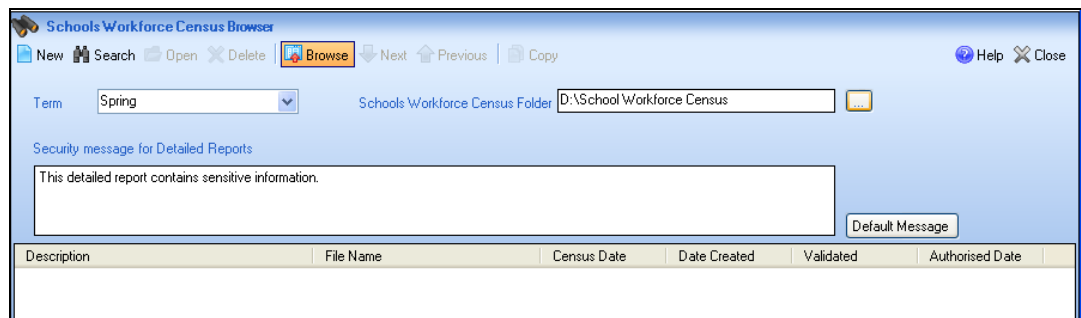 Schools Workforce Census Browser
New Search Open Delete Browse Next Previous Copy Help Close
Term Spring Schools Workforce Census Folder D:\School Workforce Census ...
Security message for Detailed Reports
This detailed report contains sensitive information.
Default Message
Description File Name Census Date Date Created Validated Authorised Date